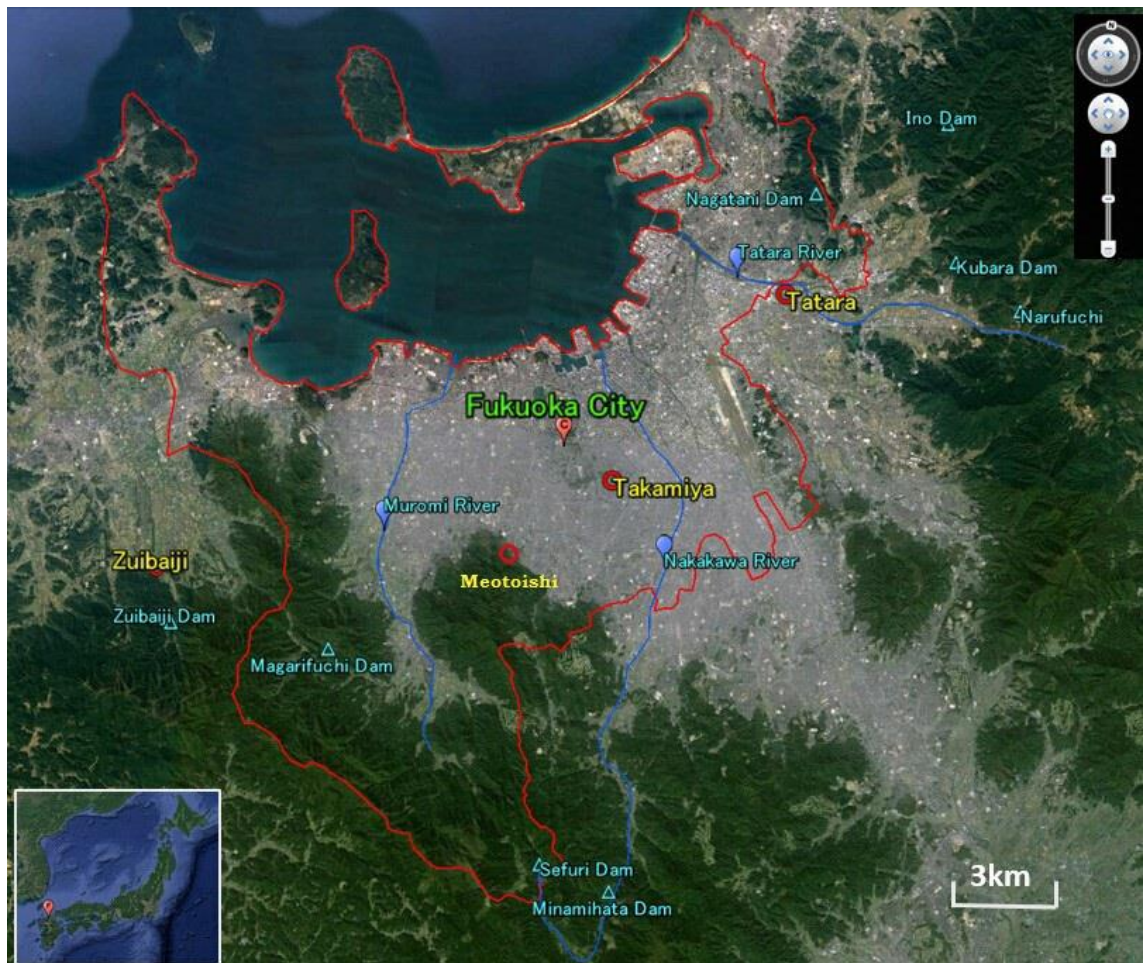 N
Ino Dam
Nagatani Dam
Tatara River
Kubara Dam
Tatara
Narufuchi
Fukuoka City
C
Takamiya
Muromi River
Zuibaiji
Meotoishi
Nakakawa River
Zuibaiji Dam
Magarifuchi Dam
Sefuri Dam
3km
Minamihata Dam